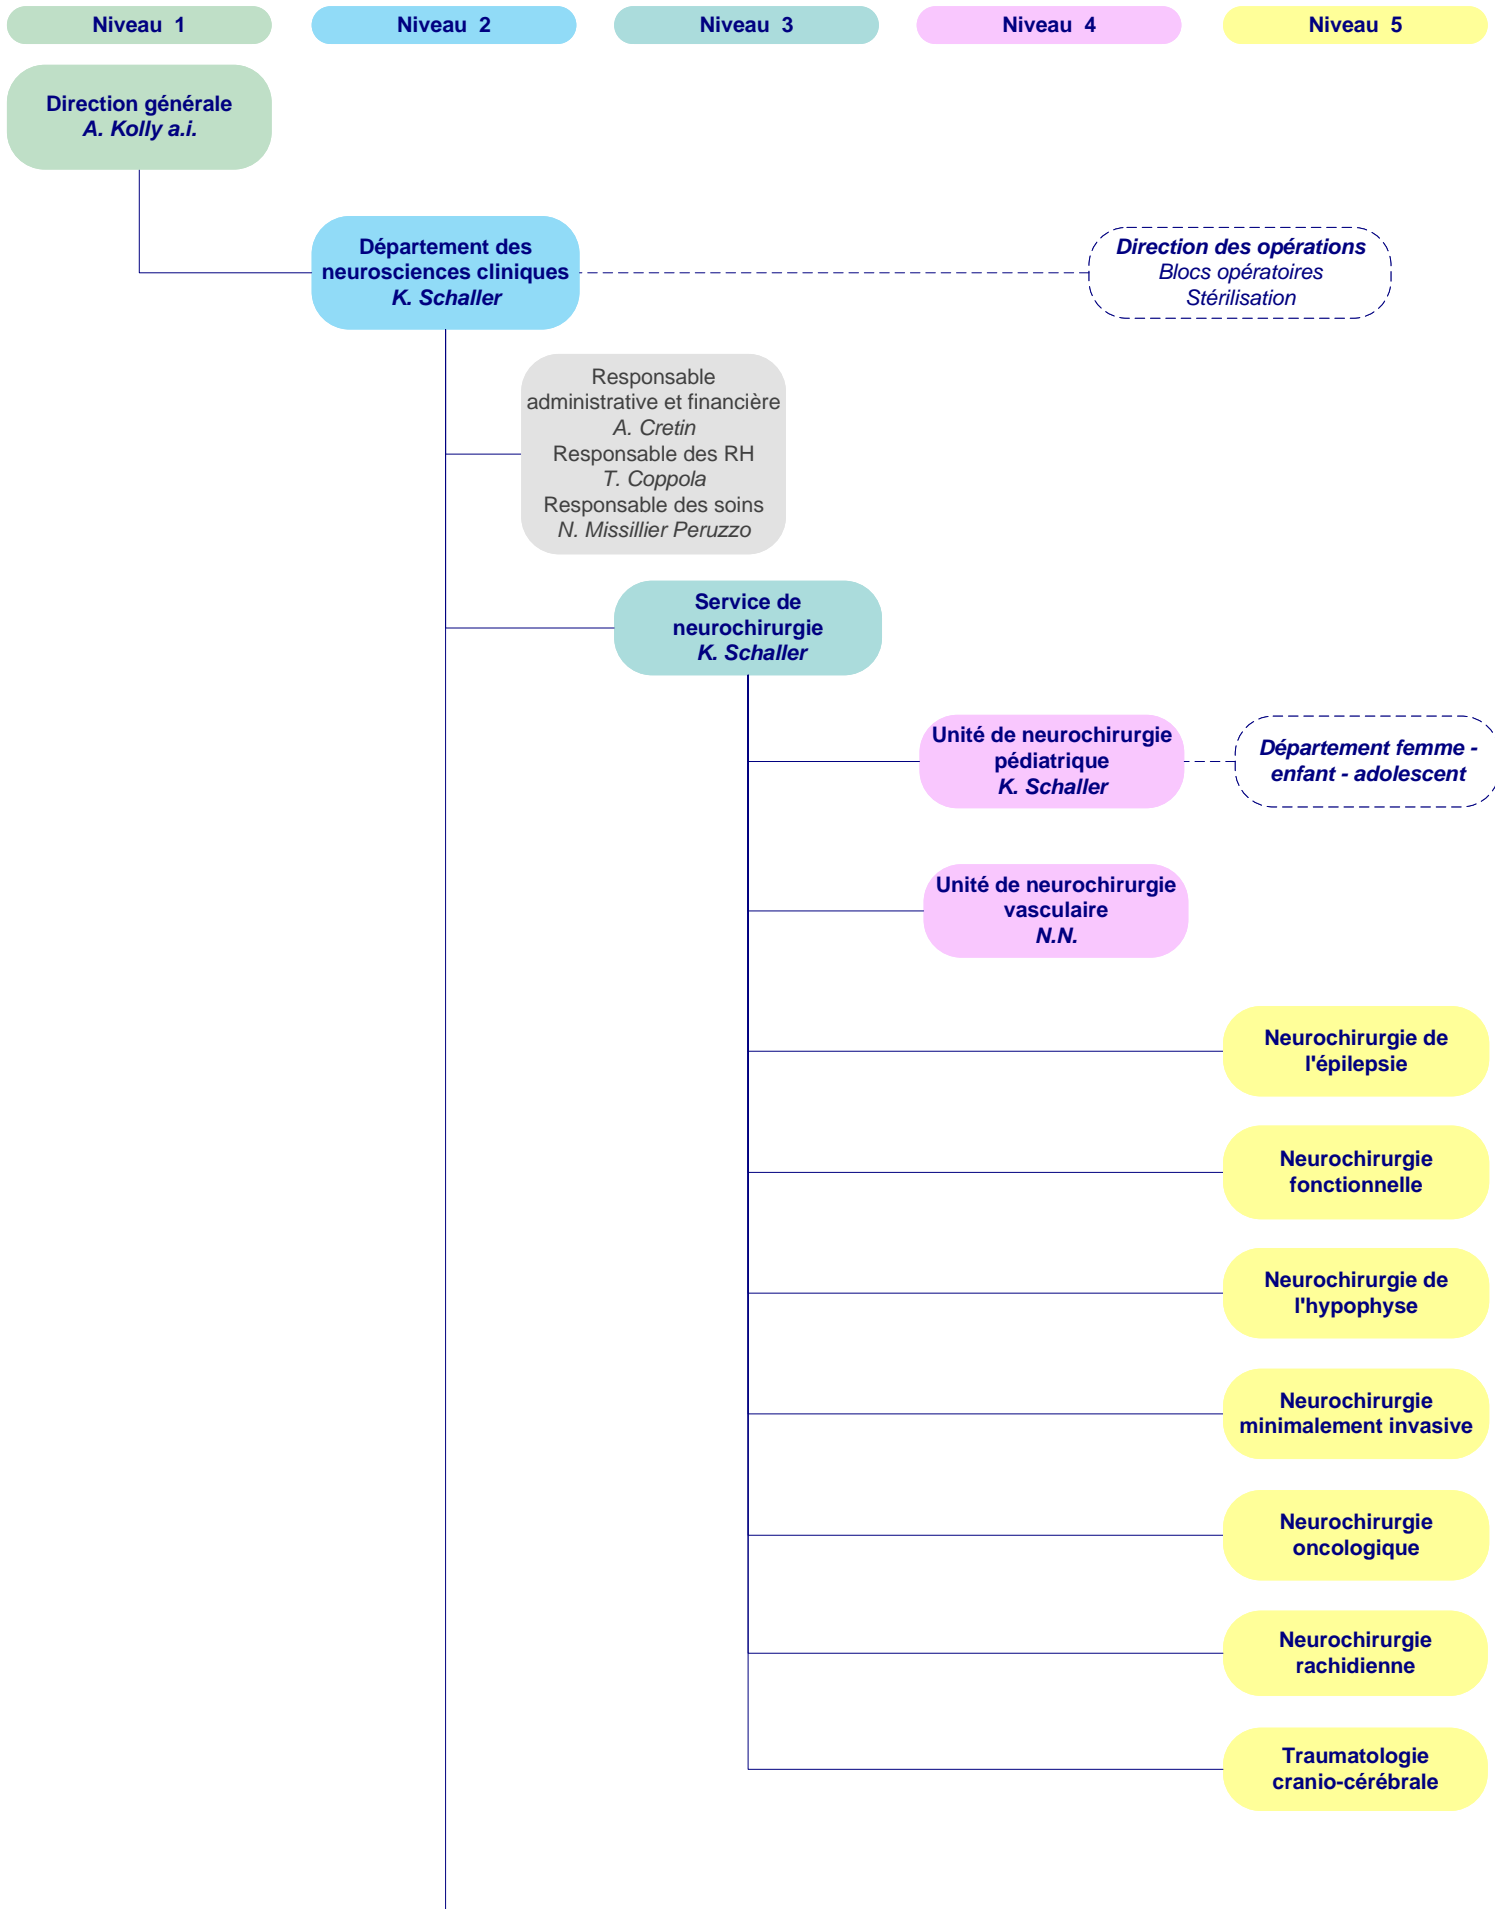 Niveau 1
Niveau 2
Niveau 3
Niveau 4
Niveau 5
Direction générale
A. Kolly a.i.
Département des
neurosciences cliniques
K. Schaller
Direction des opérations
Blocs opératoires
Stérilisation
Responsable
administrative et financière
A. Cretin
Responsable des RH
T. Coppola
Responsable des soins
N. Missillier Peruzzo
Service de
neurochirurgie
K. Schaller
Unité de neurochirurgie
pédiatrique
K. Schaller
Département femme -
enfant - adolescent
Unité de neurochirurgie
vasculaire
N.N.
Neurochirurgie de
l'épilepsie
Neurochirurgie
fonctionnelle
Neurochirurgie de
l'hypophyse
Neurochirurgie
minimalement invasive
Neurochirurgie
oncologique
Neurochirurgie
rachidienne
Traumatologie
cranio-cérébrale